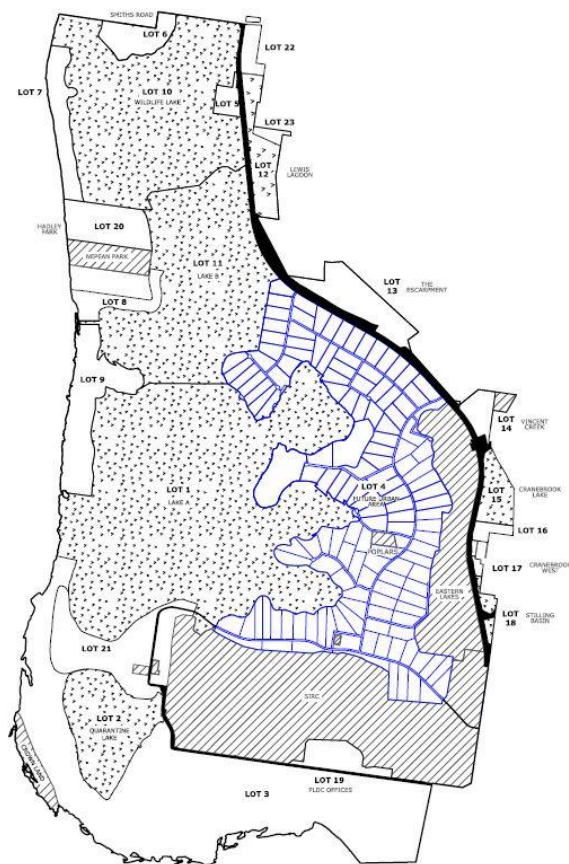 SMITHS ROAD
LOT 6
LOT 22
LOT 7
LOT 10
WILDLIFE LAKE
LOT 5
LOT 23
LOT
12
LEWIS
LAGOON
LOT 20
HADLEY
PARK
NEPEAN PARK
LOT 11
LAKE B
LOT
13
THE
ESCARPMENT
LOT 8
LOT 9
LOT
14
VINCENT
CREEK
LOT 1
LAKE A
LOT 4
FUTURE URBAN
AREA
LOT
15
CRANEBROOK
LAKE
POPLARS
LOT 16
LOT 17
CRANEBROOK
WEST
EASTERN
LAKES
LOT
18
STILLING
BASIN
LOT 21
SIRC
LOT 2
QUARANTINE
LAKE
CROWN LAND
LOT 19
PLDC OFFICES
LOT 3